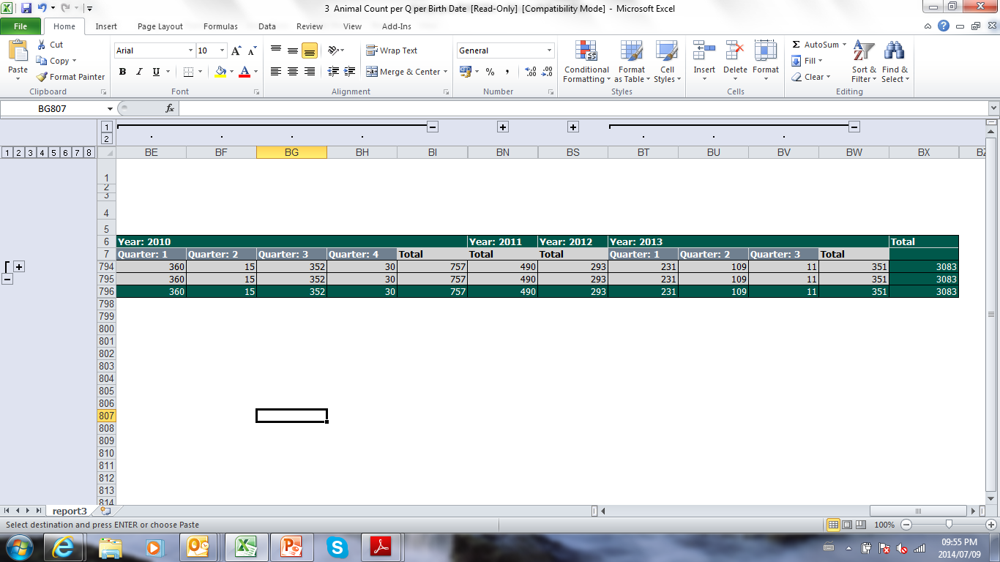 3 Animal Count per Q per Birth Date [Read-Only] [Compatibility Mode] - Microsoft Excel
File Home Insert Page Layout Formulas Data Review View Add-Ins
Cut
Copy
Format Painter
Paste
Clipboard
Arial 10
B I U
Font
Wrap Text
Merge & Center
Alignment
General
Number
Conditional Formatting
Format as Table
Cell Styles
Styles
Insert Delete Format
Cells
AutoSum
Fill
Clear
Sort & Filter
Find & Select
Editing
BG807 fx
1
2
1 2 3 4 5 6 7 8 BE BF BG BH BI BN BS BT BU BV BW BX
1
2
3
4
5
6 Year: 2010 Year: 2011 Year: 2012 Year: 2013 Total
7 Quarter: 1 Quarter: 2 Quarter: 3 Quarter: 4 Total Total Total Quarter: 1 Quarter: 2 Quarter: 3 Total
794 360 15 352 30 757 490 293 231 109 11 351 3083
795 360 15 352 30 757 490 293 231 109 11 351 3083
796 360 15 352 30 757 490 293 231 109 11 351 3083
798
799
800
801
802
803
804
805
806
807
808
809
810
811
812
813
814
report3
Select destination and press ENTER or choose Paste 100%
09:55 PM
2014/07/09